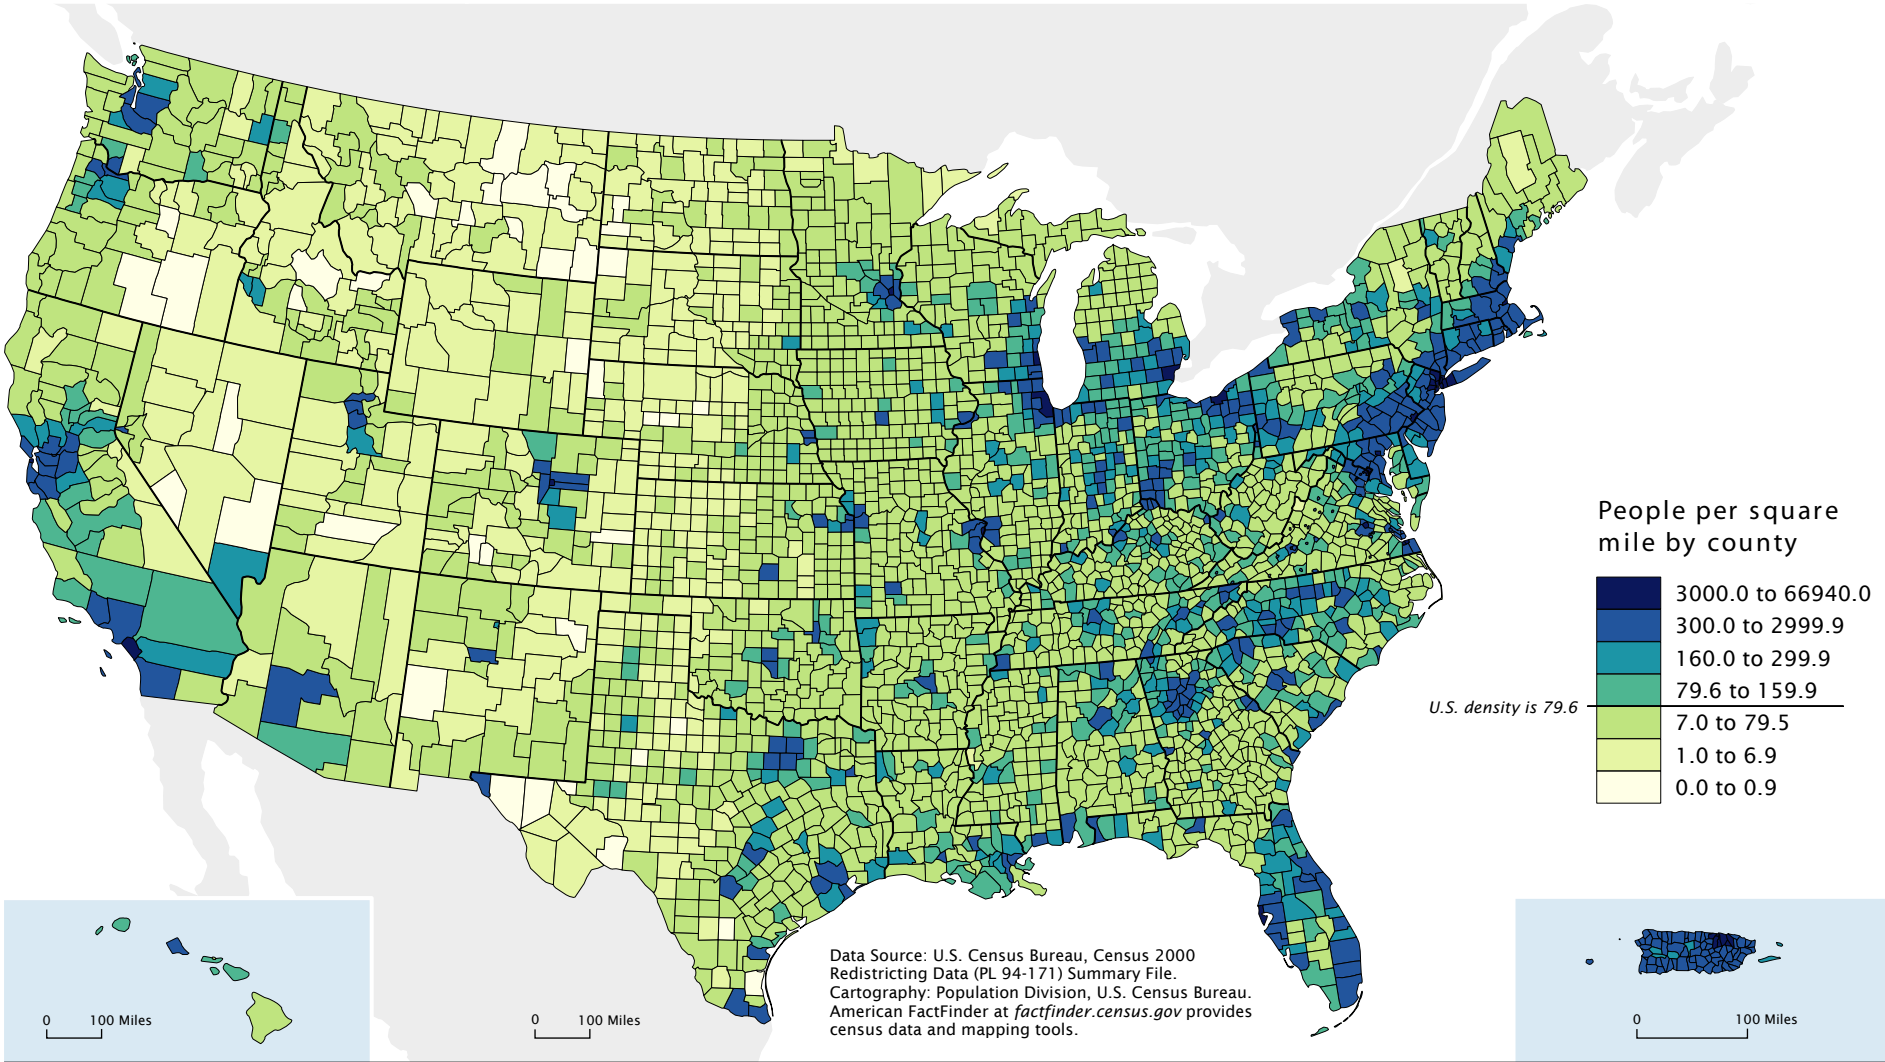 People per square
mile by county
3000.0 to 66940.0
300.0 to 2999.9
160.0 to 299.9
79.6 to 159.9
U.S. density is 79.6
7.0 to 79.5
1.0 to 6.9
0.0 to 0.9
Data Source: U.S. Census Bureau, Census 2000
Redistricting Data (PL 94-171) Summary File.
Cartography: Population Division, U.S. Census Bureau.
American FactFinder at factfinder.census.gov provides
census data and mapping tools.
0 100 Miles
0 100 Miles
0 100 Miles